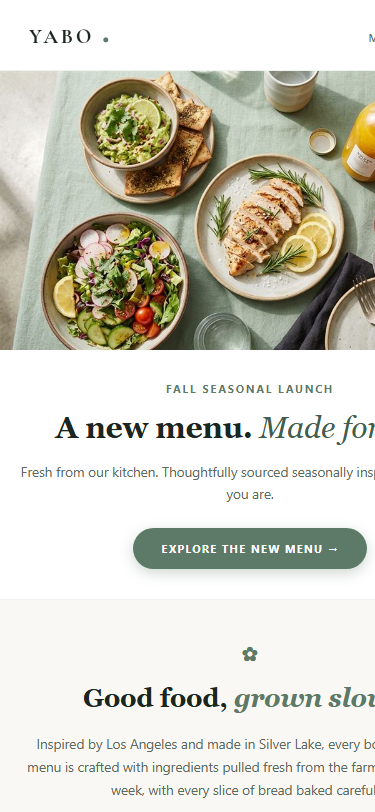 YABO
M
FALL SEASONAL LAUNCH
A new menu. Made for
Fresh from our kitchen. Thoughtfully sourced seasonally insp
you are.
EXPLORE THE NEW MENU →
Good food, grown slow
Inspired by Los Angeles and made in Silver Lake, every bo
menu is crafted with ingredients pulled fresh from the farm
week, with every slice of bread baked careful